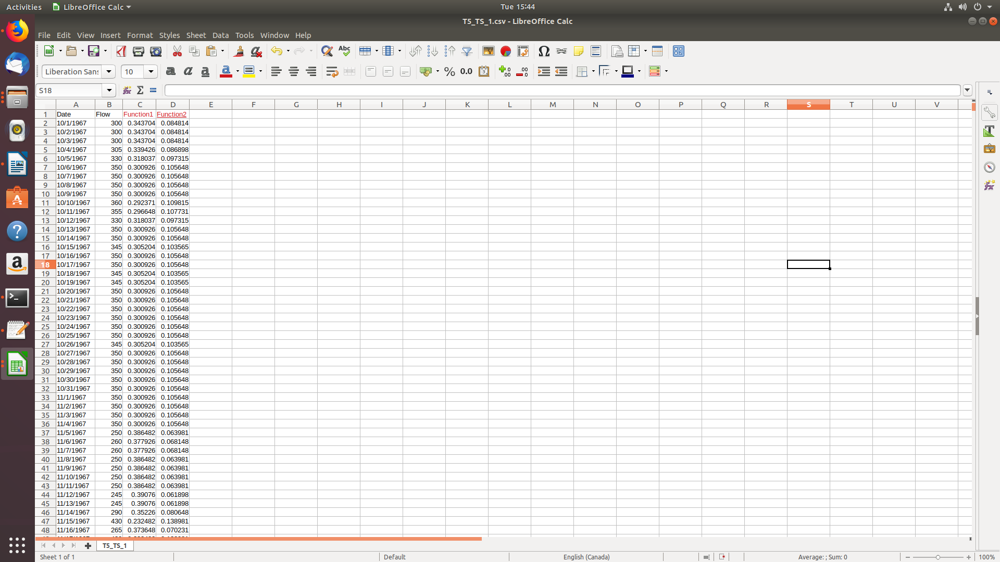 Activities LibreOffice Calc Tue 15:44
T5_TS_1.csv - LibreOffice Calc
File Edit View Insert Format Styles Sheet Data Tools Window Help
Liberation Sans 10
S18
A B C D E F G H I J K L M N O P Q R S T U V
1 Date Flow Function1 Function2
2 10/1/1967 300 0.343704 0.084814
3 10/2/1967 300 0.343704 0.084814
4 10/3/1967 300 0.343704 0.084814
5 10/4/1967 305 0.339426 0.086898
6 10/5/1967 330 0.318037 0.097315
7 10/6/1967 350 0.300926 0.105648
8 10/7/1967 350 0.300926 0.105648
9 10/8/1967 350 0.300926 0.105648
10 10/9/1967 350 0.300926 0.105648
11 10/10/1967 360 0.292371 0.109815
12 10/11/1967 355 0.296648 0.107731
13 10/12/1967 330 0.318037 0.097315
14 10/13/1967 350 0.300926 0.105648
15 10/14/1967 350 0.300926 0.105648
16 10/15/1967 345 0.305204 0.103565
17 10/16/1967 350 0.300926 0.105648
18 10/17/1967 350 0.300926 0.105648
19 10/18/1967 345 0.305204 0.103565
20 10/19/1967 345 0.305204 0.103565
21 10/20/1967 350 0.300926 0.105648
22 10/21/1967 350 0.300926 0.105648
23 10/22/1967 350 0.300926 0.105648
24 10/23/1967 350 0.300926 0.105648
25 10/24/1967 350 0.300926 0.105648
26 10/25/1967 350 0.300926 0.105648
27 10/26/1967 345 0.305204 0.103565
28 10/27/1967 350 0.300926 0.105648
29 10/28/1967 350 0.300926 0.105648
30 10/29/1967 350 0.300926 0.105648
31 10/30/1967 350 0.300926 0.105648
32 10/31/1967 350 0.300926 0.105648
33 11/1/1967 350 0.300926 0.105648
34 11/2/1967 350 0.300926 0.105648
35 11/3/1967 350 0.300926 0.105648
36 11/4/1967 350 0.300926 0.105648
37 11/5/1967 250 0.386482 0.063981
38 11/6/1967 260 0.377926 0.068148
39 11/7/1967 260 0.377926 0.068148
40 11/8/1967 250 0.386482 0.063981
41 11/9/1967 250 0.386482 0.063981
42 11/10/1967 250 0.386482 0.063981
43 11/11/1967 250 0.386482 0.063981
44 11/12/1967 245 0.39076 0.061898
45 11/13/1967 245 0.39076 0.061898
46 11/14/1967 290 0.35226 0.080648
47 11/15/1967 430 0.232482 0.138981
48 11/16/1967 265 0.373648 0.070231
T5_TS_1
Sheet 1 of 1 Default English (Canada) Average: ; Sum: 0 100%